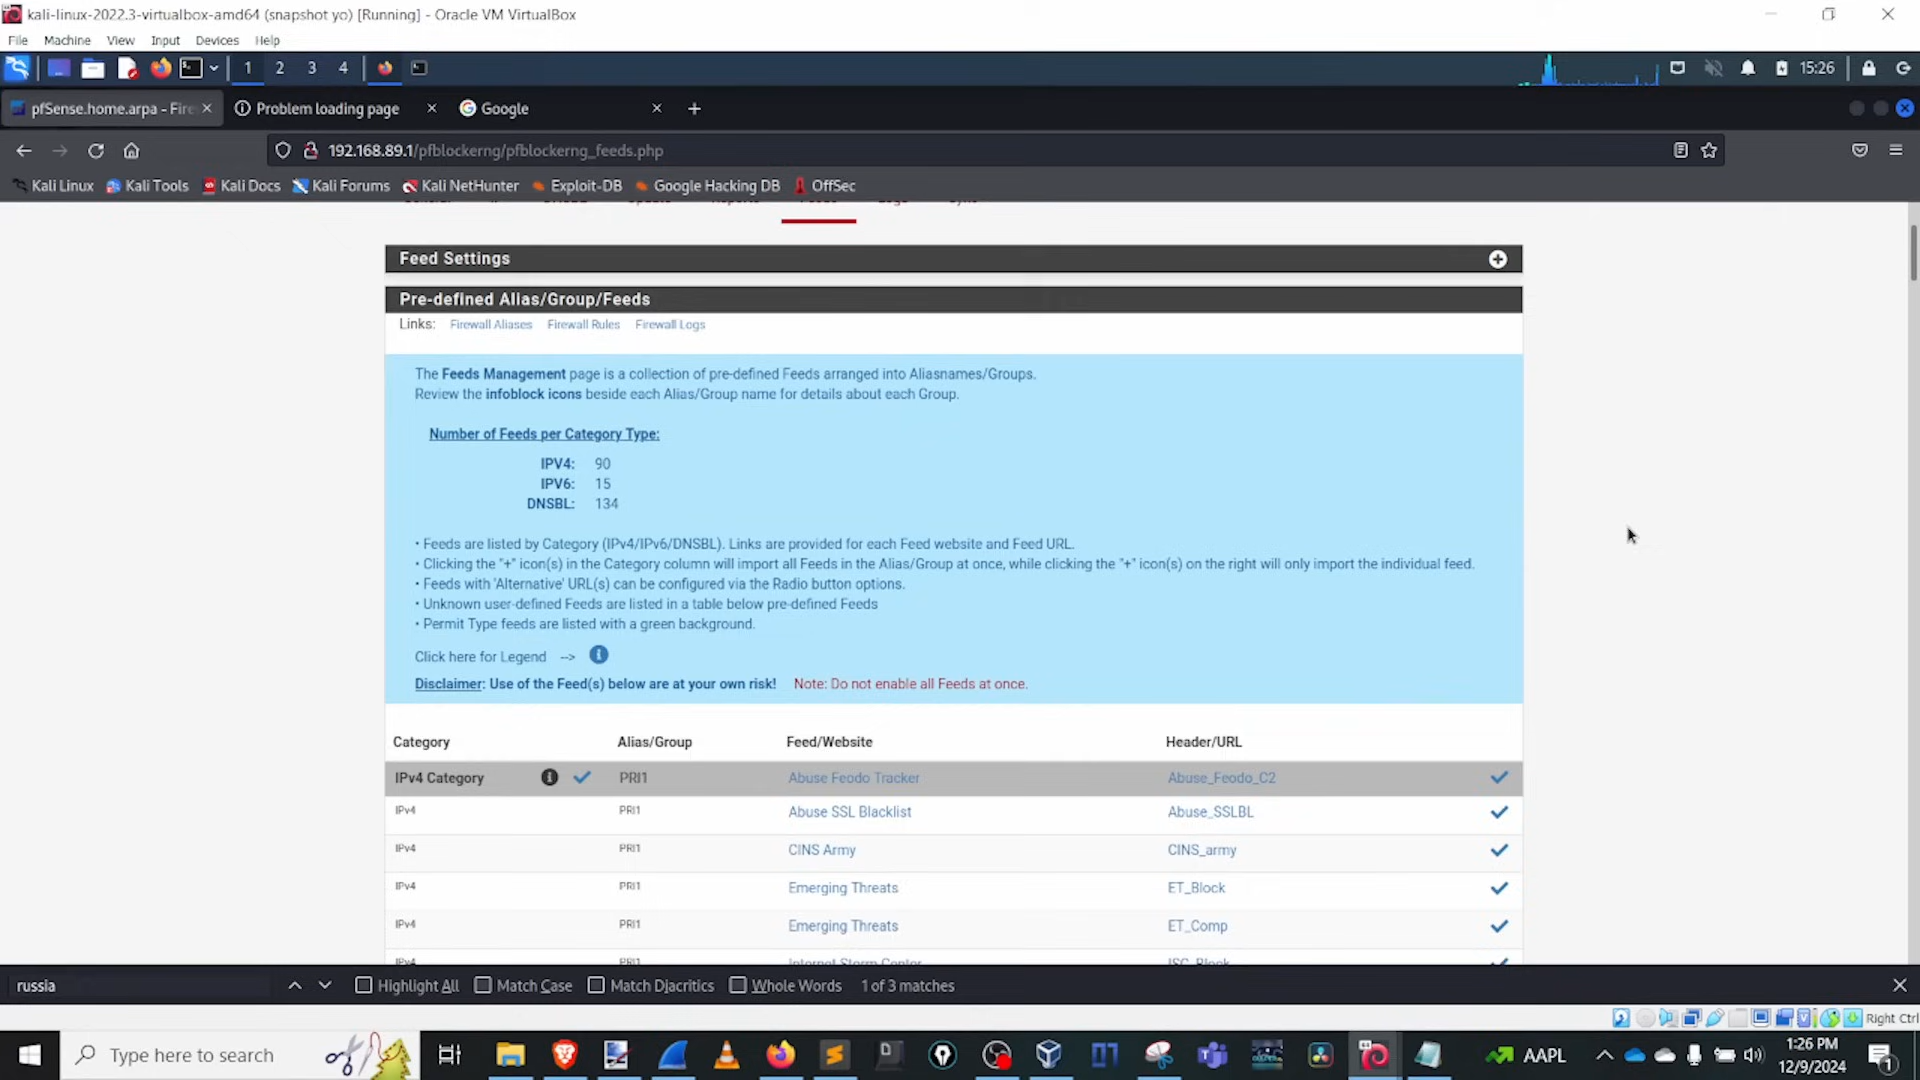 kali-linux-2022.3-virtualbox-amd64 (snapshot yo) [Running] - Oracle VM VirtualBox
File Machine View Input Devices Help
1 2 3 4 15:26
pfSense.home.arpa - Fire Problem loading page Google
192.168.89.1/pfblockerng/pfblockerng_feeds.php
Kali Linux Kali Tools Kali Docs Kali Forums Kali NetHunter Exploit-DB Google Hacking DB OffSec
Feed Settings
Pre-defined Alias/Group/Feeds
Links: Firewall Aliases Firewall Rules Firewall Logs
The Feeds Management page is a collection of pre-defined Feeds arranged into Aliasnames/Groups.
Review the infoblock icons beside each Alias/Group name for details about each Group.
Number of Feeds per Category Type:
IPV4: 90
IPV6: 15
DNSBL: 134
• Feeds are listed by Category (IPv4/IPv6/DNSBL). Links are provided for each Feed website and Feed URL.
• Clicking the "+" icon(s) in the Category column will import all Feeds in the Alias/Group at once, while clicking the "+" icon(s) on the right will only import the individual feed.
• Feeds with 'Alternative' URL(s) can be configured via the Radio button options.
• Unknown user-defined Feeds are listed in a table below pre-defined Feeds
• Permit Type feeds are listed with a green background.
Click here for Legend -->
Disclaimer: Use of the Feed(s) below are at your own risk! Note: Do not enable all Feeds at once.
Category Alias/Group Feed/Website Header/URL
IPv4 Category PRI1 Abuse Feodo Tracker Abuse_Feodo_C2
IPv4 PRI1 Abuse SSL Blacklist Abuse_SSLBL
IPv4 PRI1 CINS Army CINS_army
IPv4 PRI1 Emerging Threats ET_Block
IPv4 PRI1 Emerging Threats ET_Comp
IPv4 PRI1 Internet Storm Center ISC_Block
russia Highlight All Match Case Match Diacritics Whole Words 1 of 3 matches
Right Ctrl
Type here to search AAPL 1:26 PM
12/9/2024
1